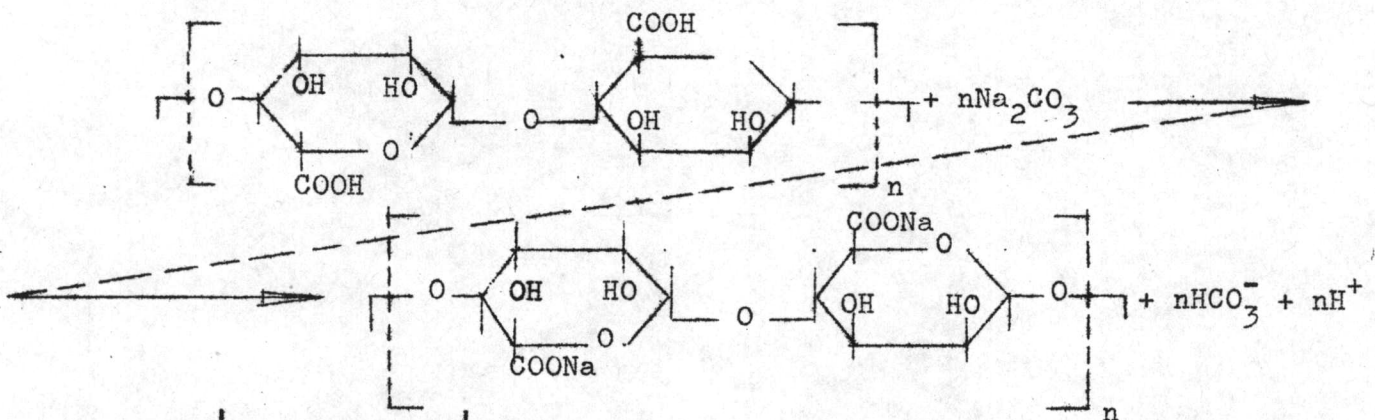 COOH
OH HO
O O OH HO + nNa₂CO₃
O
COOH n
COONa
O
O OH HO O OH HO O + nHCO₃⁻ + nH⁺
O
COONa
n